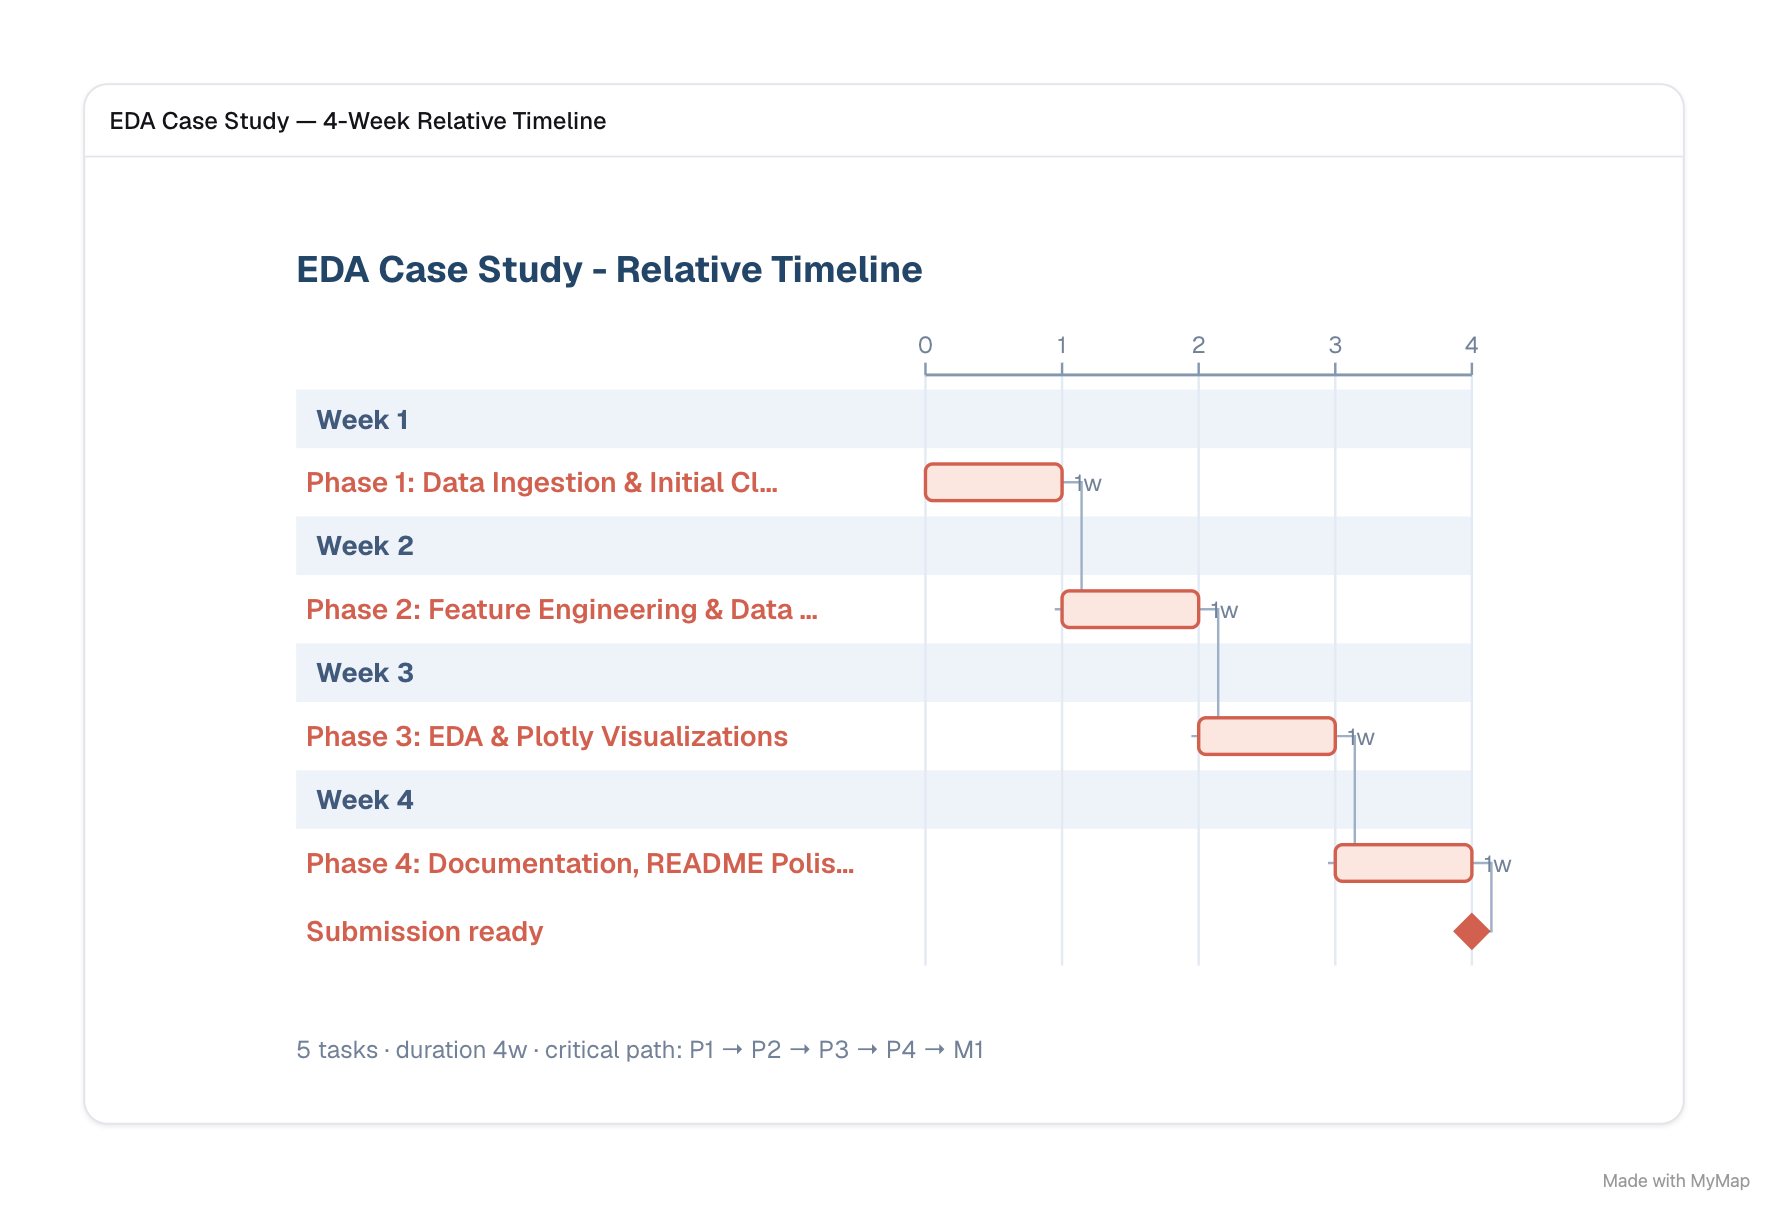 EDA Case Study — 4-Week Relative Timeline
EDA Case Study - Relative Timeline
0 1 2 3 4
Week 1
Phase 1: Data Ingestion & Initial Cl... 1w
Week 2
Phase 2: Feature Engineering & Data ... 1w
Week 3
Phase 3: EDA & Plotly Visualizations 1w
Week 4
Phase 4: Documentation, README Polis... 1w
Submission ready
5 tasks · duration 4w · critical path: P1 → P2 → P3 → P4 → M1
Made with MyMap